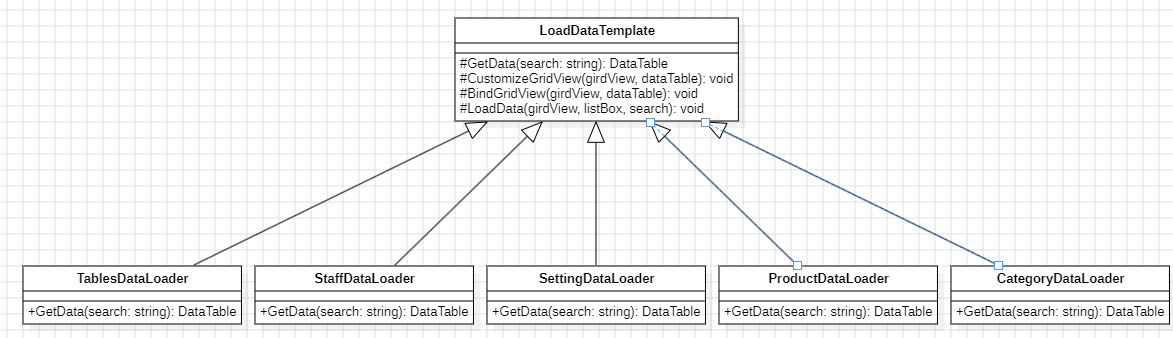 LoadDataTemplate
#GetData(search: string): DataTable
#CustomizeGridView(girdView, dataTable): void
#BindGridView(girdView, dataTable): void
#LoadData(girdView, listBox, search): void
TablesDataLoader
+GetData(search: string): DataTable
StaffDataLoader
+GetData(search: string): DataTable
SettingDataLoader
+GetData(search: string): DataTable
ProductDataLoader
+GetData(search: string): DataTable
CategoryDataLoader
+GetData(search: string): DataTable